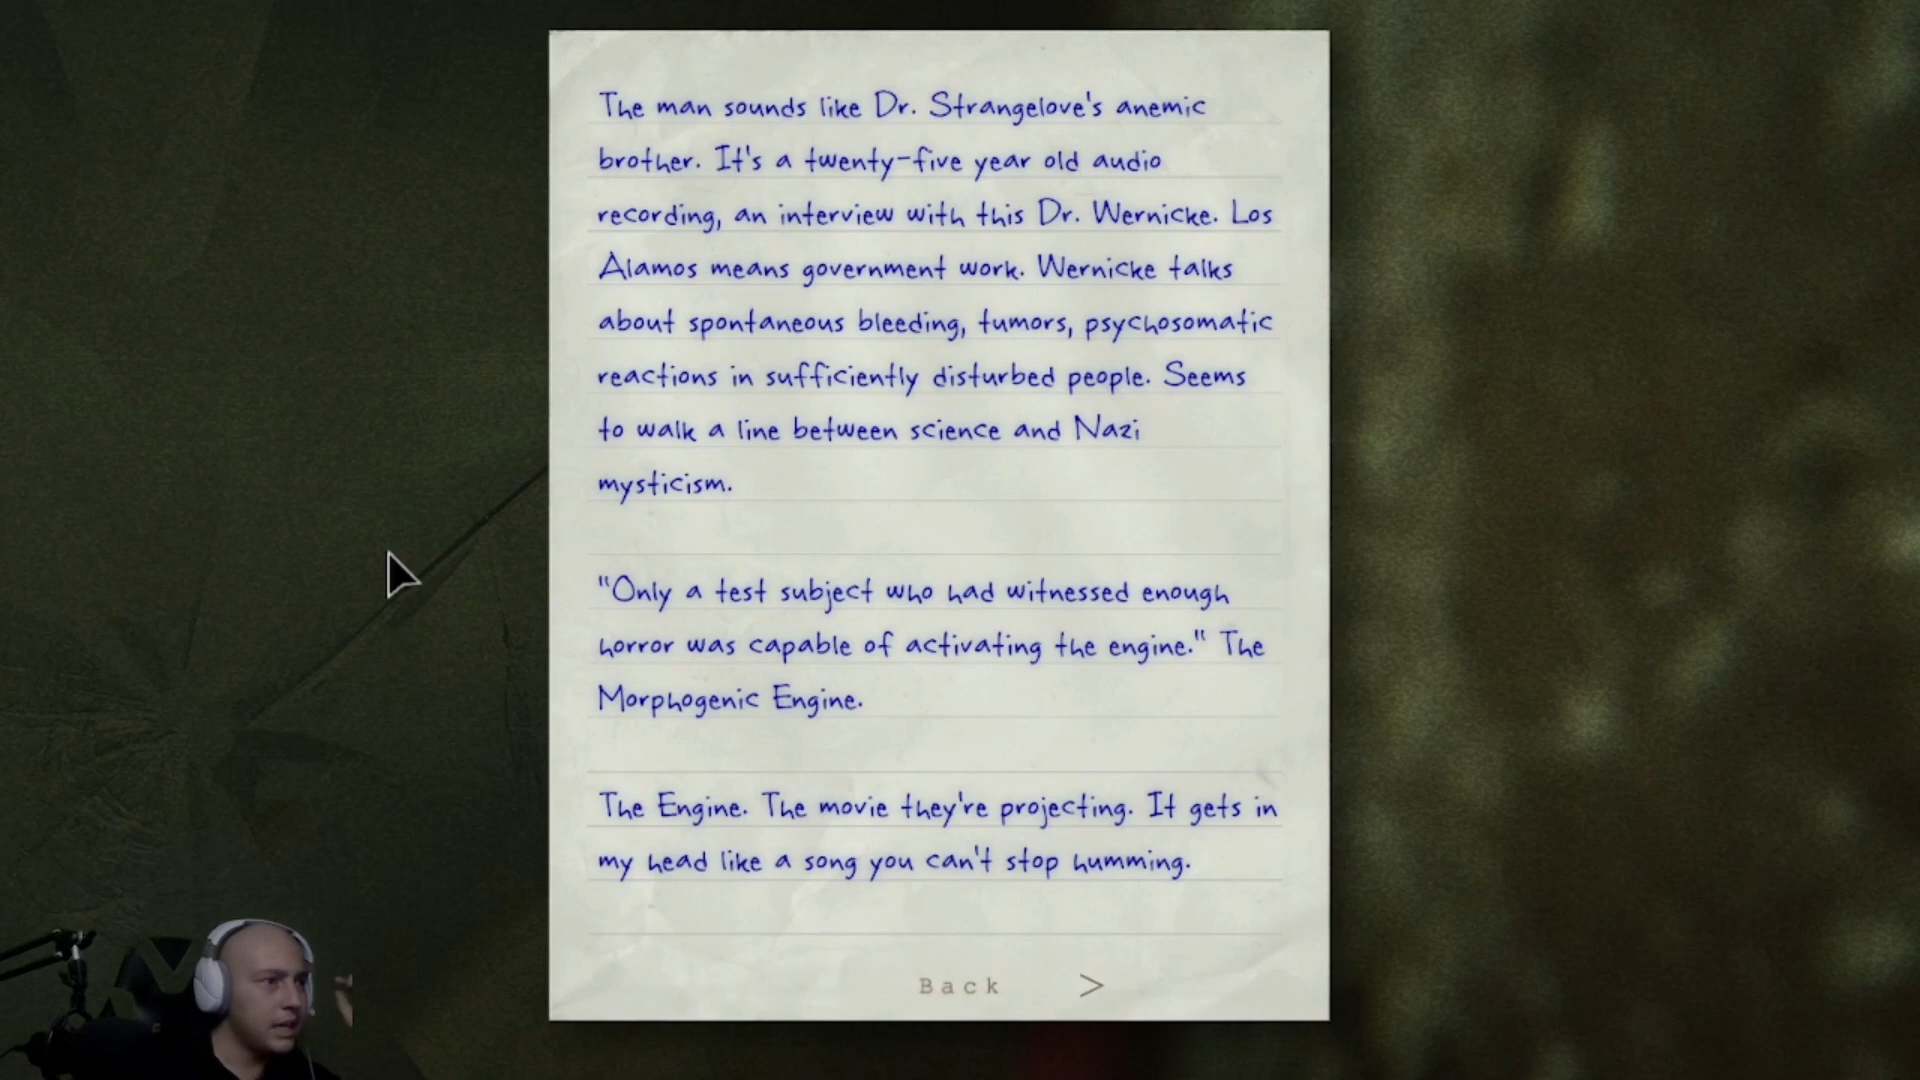 The man sounds like Dr. Strangelove's anemic
brother. It's a twenty-five year old audio
recording, an interview with this Dr. Wernicke. Los
Alamos means government work. Wernicke talks
about spontaneous bleeding, tumors, psychosomatic
reactions in sufficiently disturbed people. Seems
to walk a line between science and Nazi
mysticism.
"Only a test subject who had witnessed enough
horror was capable of activating the engine." The
Morphogenic Engine.
The Engine. The movie they're projecting. It gets in
my head like a song you can't stop humming.
Back >